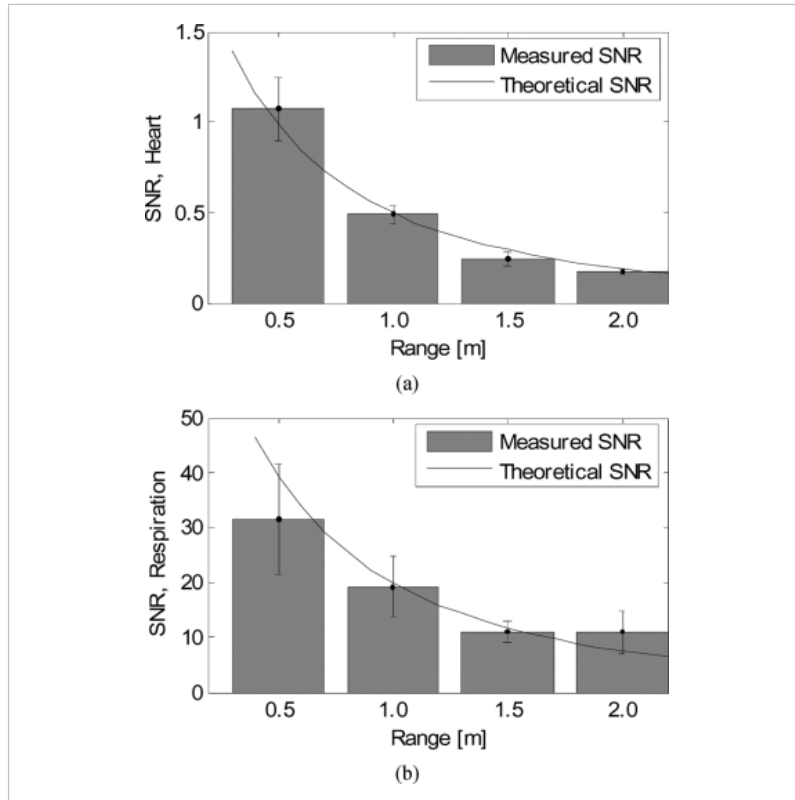 1.5
1
0.5
0
SNR, Heart
Measured SNR
Theoretical SNR
0.5 1.0 1.5 2.0
Range [m]
(a)
50
40
30
20
10
0
SNR, Respiration
Measured SNR
Theoretical SNR
0.5 1.0 1.5 2.0
Range [m]
(b)